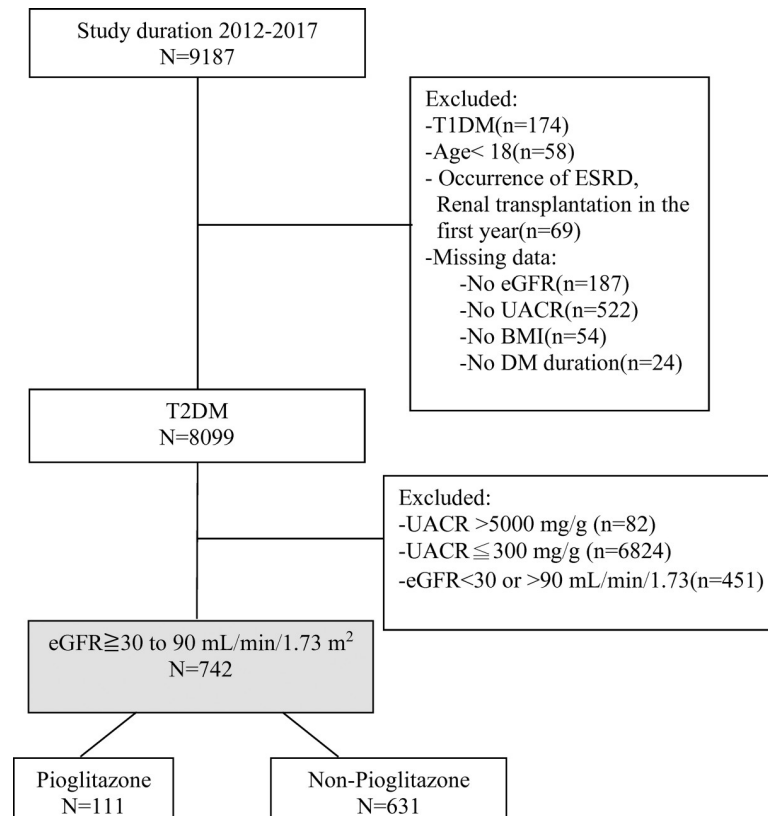 Study duration 2012-2017
N=9187
Excluded:
-T1DM(n=174)
-Age< 18(n=58)
- Occurrence of ESRD,
Renal transplantation in the
first year(n=69)
-Missing data:
-No eGFR(n=187)
-No UACR(n=522)
-No BMI(n=54)
-No DM duration(n=24)
T2DM
N=8099
Excluded:
-UACR >5000 mg/g (n=82)
-UACR≦300 mg/g (n=6824)
-eGFR<30 or >90 mL/min/1.73(n=451)
eGFR≧30 to 90 mL/min/1.73 m²
N=742
Pioglitazone
N=111
Non-Pioglitazone
N=631